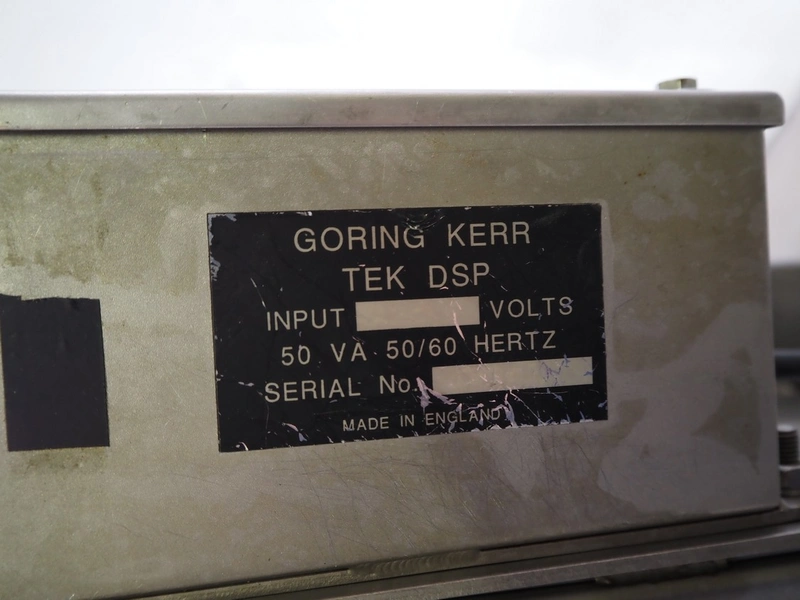 GORING KERR
TEK DSP
INPUT VOLTS
50 VA 50/60 HERTZ
SERIAL No.
MADE IN ENGLAND